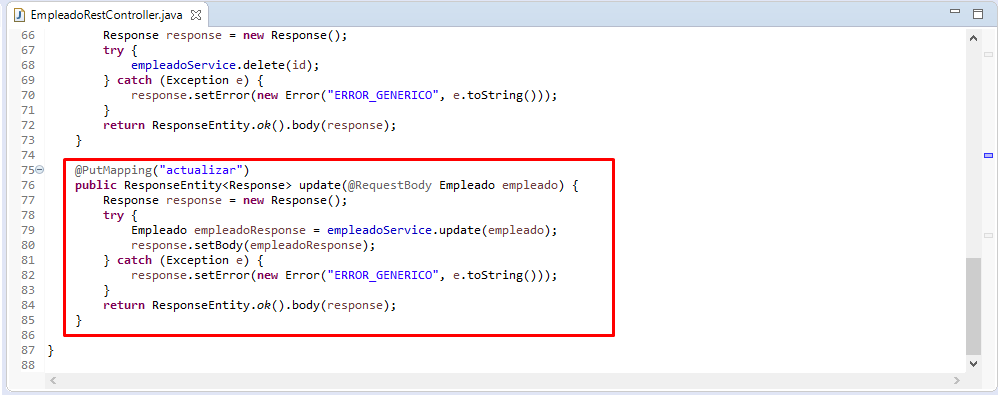 EmpleadoRestController.java
66 Response response = new Response();
67 try {
68 empleadoService.delete(id);
69 } catch (Exception e) {
70 response.setError(new Error("ERROR_GENERICO", e.toString()));
71 }
72 return ResponseEntity.ok().body(response);
73 }
74
75 @PutMapping("actualizar")
76 public ResponseEntity<Response> update(@RequestBody Empleado empleado) {
77 Response response = new Response();
78 try {
79 Empleado empleadoResponse = empleadoService.update(empleado);
80 response.setBody(empleadoResponse);
81 } catch (Exception e) {
82 response.setError(new Error("ERROR_GENERICO", e.toString()));
83 }
84 return ResponseEntity.ok().body(response);
85 }
86
87 }
88